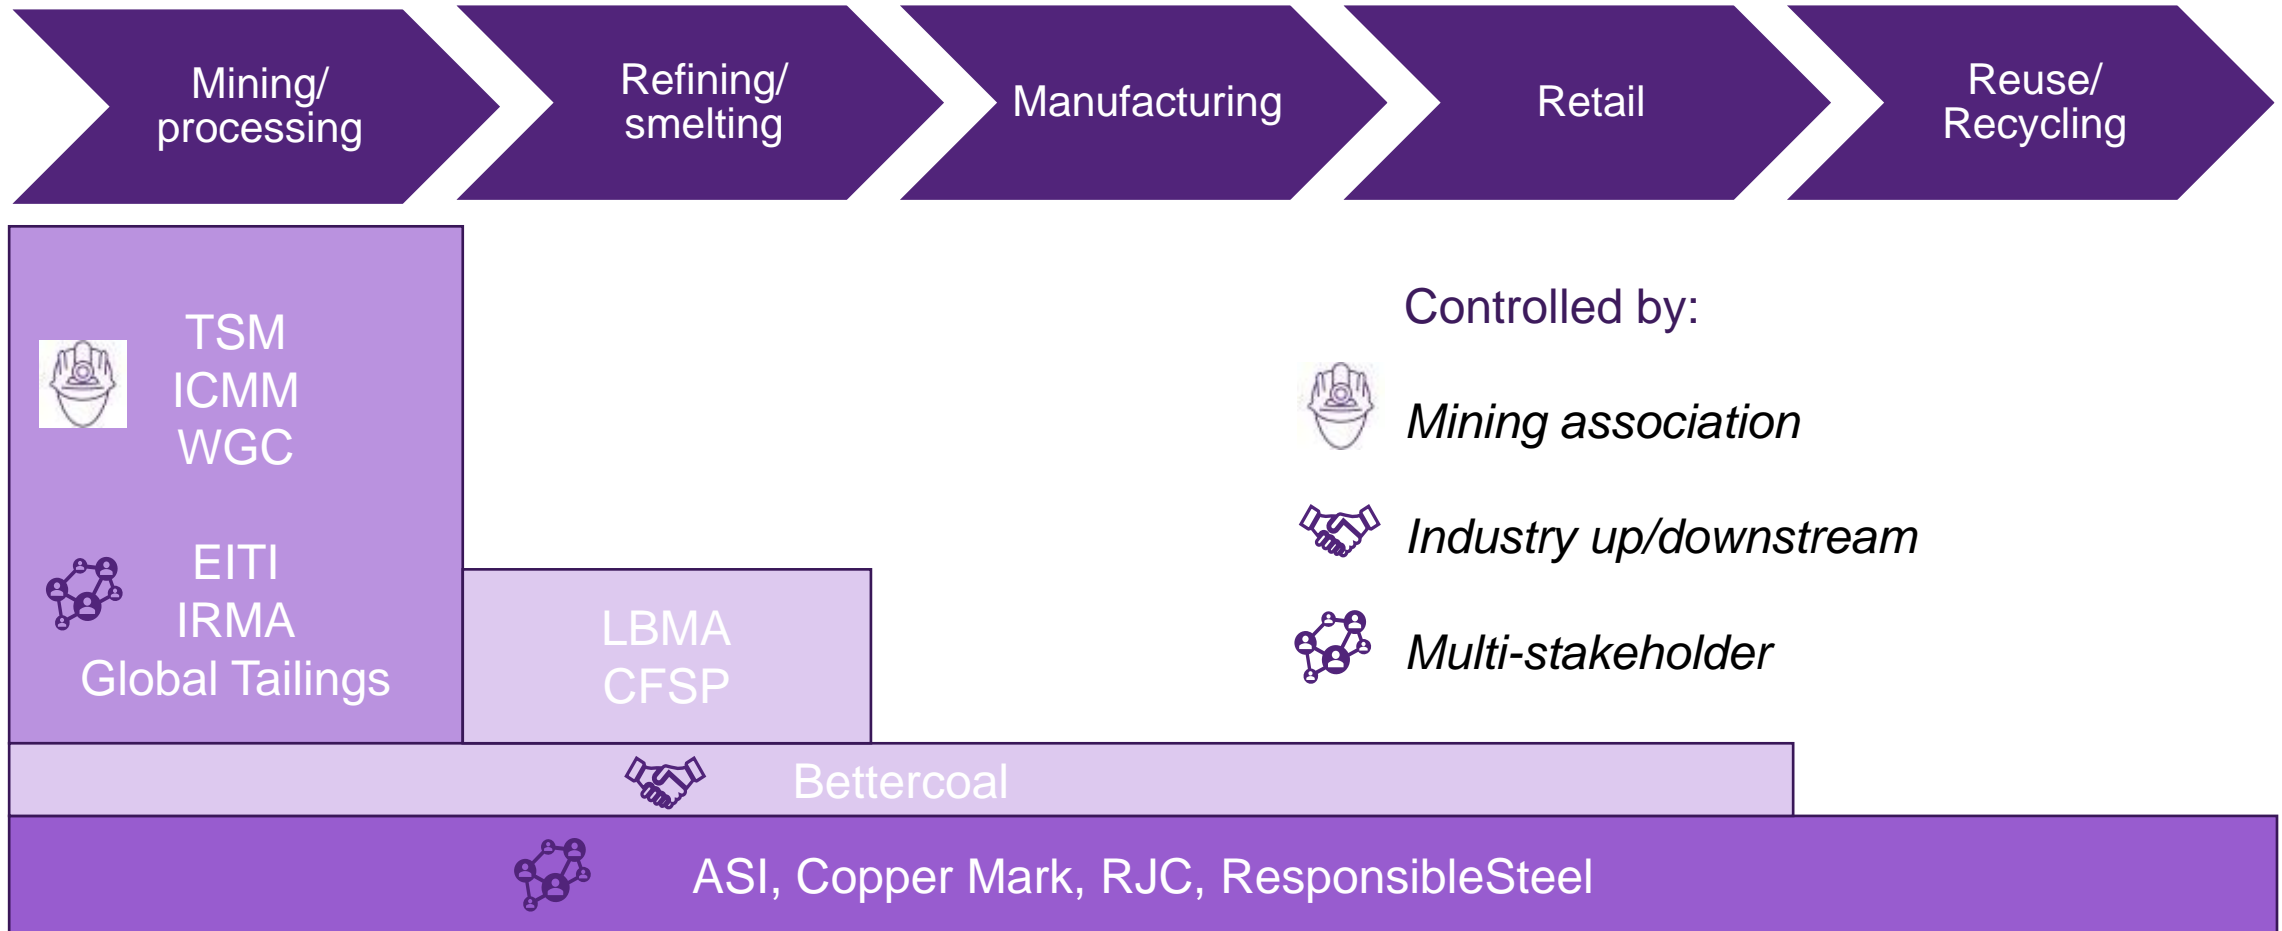 Mining/
processing
Refining/
smelting
Manufacturing
Retail
Reuse/
Recycling
TSM
ICMM
WGC
EITI
IRMA
Global Tailings
LBMA
CFSP
Controlled by:
Mining association
Industry up/downstream
Multi-stakeholder
Bettercoal
ASI, Copper Mark, RJC, ResponsibleSteel